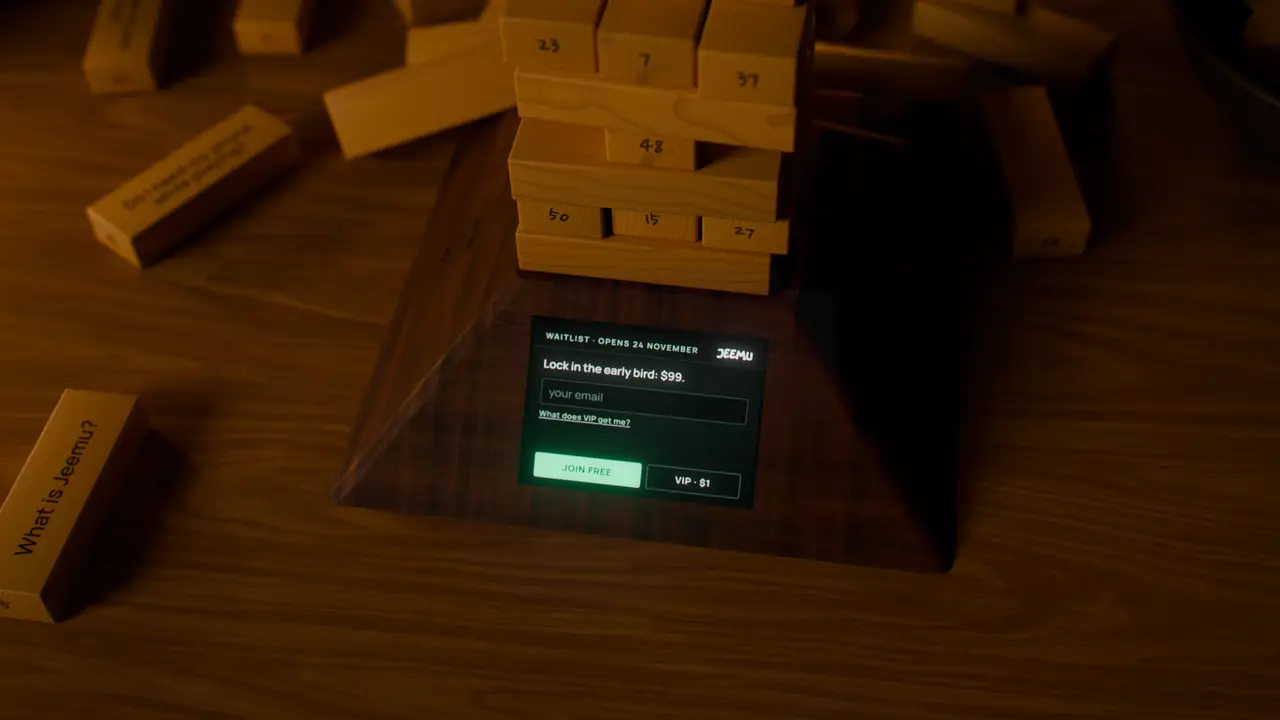 23
7
37
48
50
15
27
WAITLIST · OPENS 24 NOVEMBER
JEEMU
Lock in the early bird: $99.
your email
What does VIP get me?
JOIN FREE
VIP · $1
What is Jeemu?